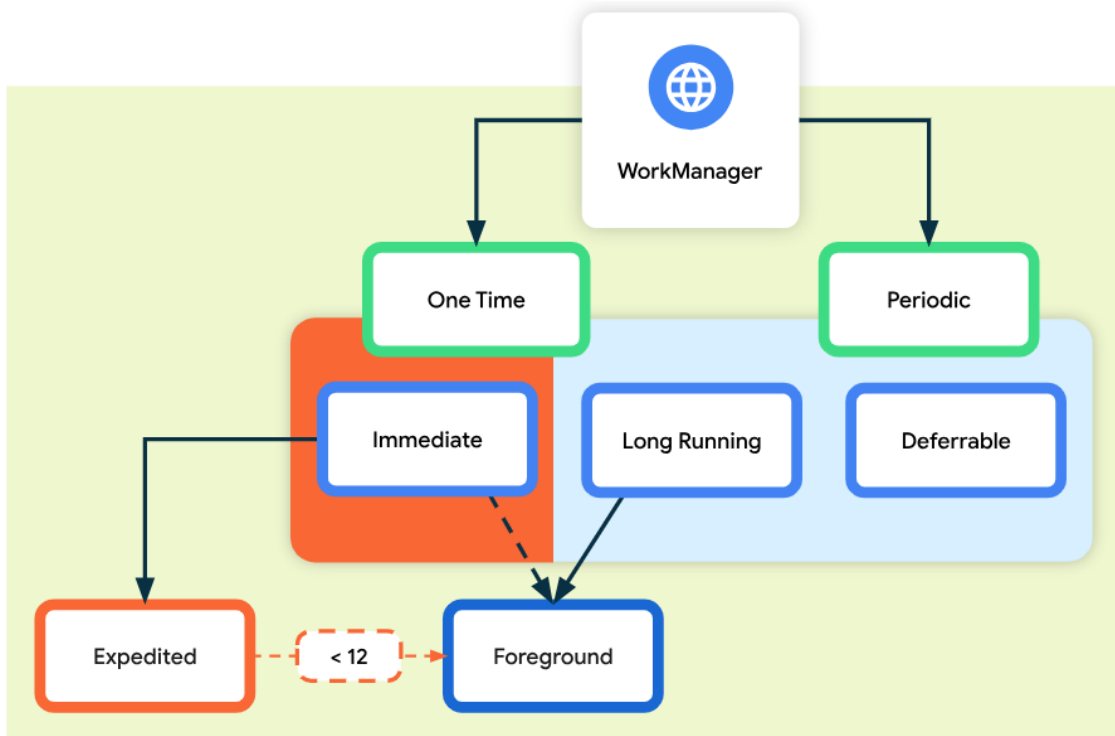 WorkManager
One Time
Periodic
Immediate
Long Running
Deferrable
Expedited
< 12
Foreground